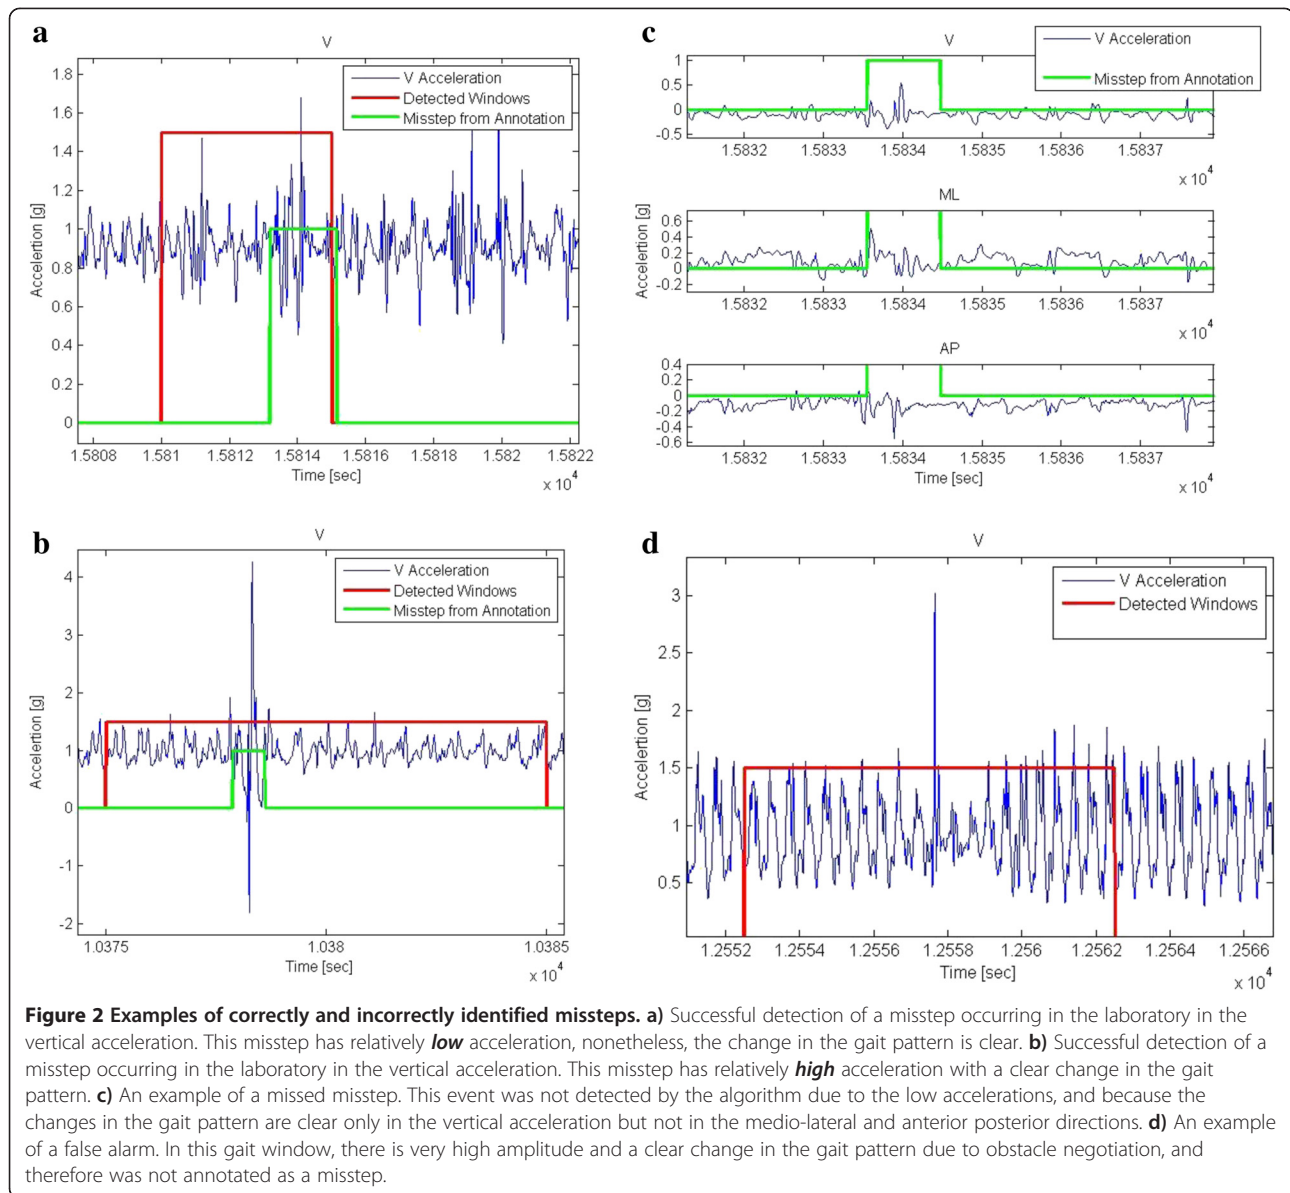 a
V
1.8
1.6
1.4
1.2
1
0.8
0.6
0.4
0.2
0
Accelertion [g]
V Acceleration
Detected Windows
Misstep from Annotation
1.5808 1.581 1.5812 1.5814 1.5816 1.5818 1.582 1.5822
Time [sec]
x 10^4
c
V
V Acceleration
Misstep from Annotation
1
0.5
0
-0.5
1.5832 1.5833 1.5834 1.5835 1.5836 1.5837
x 10^4
ML
0.6
0.4
0.2
0
-0.2
Accelertion [g]
1.5832 1.5833 1.5834 1.5835 1.5836 1.5837
x 10^4
AP
0.4
0.2
0
-0.2
-0.4
-0.6
1.5832 1.5833 1.5834 1.5835 1.5836 1.5837
Time [sec]
x 10^4
b
V
4
3
2
1
0
-1
-2
Accelertion [g]
V Acceleration
Detected Windows
Misstep from Annotation
1.0375 1.038 1.0385
Time [sec]
x 10^4
d
V
3
2.5
2
1.5
1
0.5
Accelertion [g]
V Acceleration
Detected Windows
1.2552 1.2554 1.2556 1.2558 1.256 1.2562 1.2564 1.2566
Time [sec]
x 10^4
Figure 2 Examples of correctly and incorrectly identified missteps. a) Successful detection of a misstep occurring in the laboratory in the
vertical acceleration. This misstep has relatively low acceleration, nonetheless, the change in the gait pattern is clear. b) Successful detection of a
misstep occurring in the laboratory in the vertical acceleration. This misstep has relatively high acceleration with a clear change in the gait
pattern. c) An example of a missed misstep. This event was not detected by the algorithm due to the low accelerations, and because the
changes in the gait pattern are clear only in the vertical acceleration but not in the medio-lateral and anterior posterior directions. d) An example
of a false alarm. In this gait window, there is very high amplitude and a clear change in the gait pattern due to obstacle negotiation, and
therefore was not annotated as a misstep.